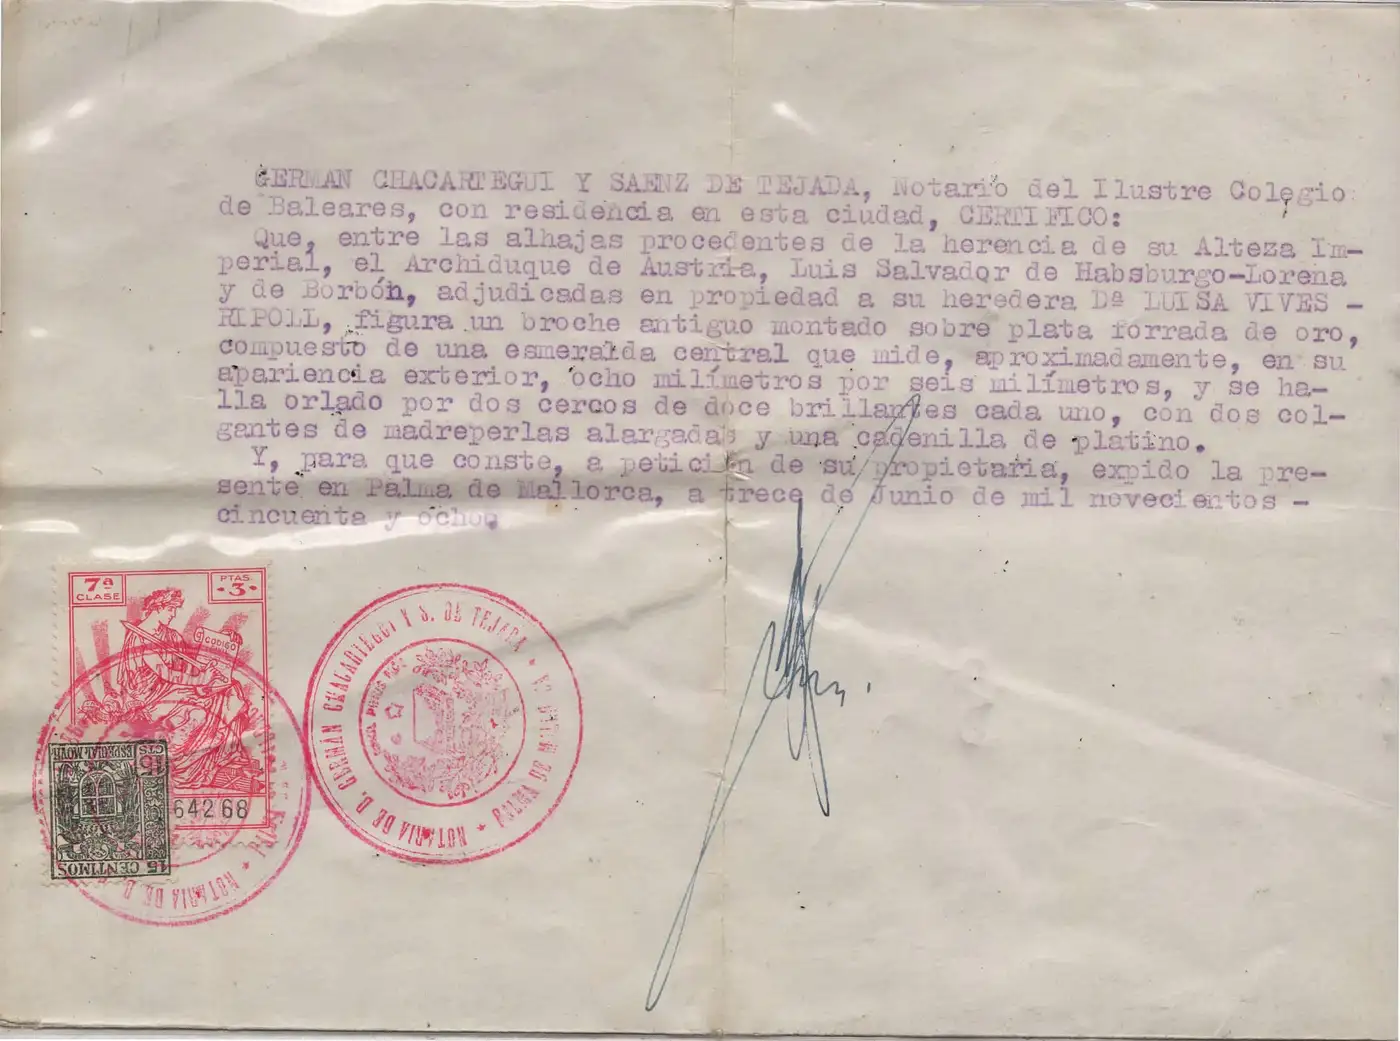 GERMAN CHACARTEGUI Y SAENZ DE TEJADA, Notario del Ilustre Colegio
de Baleares, con residencia en esta ciudad, CERTIFICO:
Que, entre las alhajas procedentes de la herencia de su Alteza Im-
perial, el Archiduque de Austria, Luis Salvador de Habsburgo-Lorena
y de Borbón, adjudicadas en propiedad a su heredera Dª LUISA VIVES -
RIPOLL, figura un broche antiguo montado sobre plata forrada de oro,
compuesto de una esmeralda central que mide, aproximadamente, en su
apariencia exterior, ocho milímetros por seis milímetros, y se ha-
lla orlado por dos cercos de doce brillantes cada uno, con dos col-
gantes de madreperlas alargadas y una cadenilla de platino.
Y, para que conste, a petición de su propietaria, expido la pre-
sente en Palma de Mallorca, a trece de Junio de mil novecientos -
cincuenta y ocho.
7ª CLASE
PTAS. 3
CODIGO
64268
ESPECIAL MOVIL
15 CTS
15 CENTIMOS
NOTARIA DE D. GERMÁN CHACARTEGUI Y S. DE TEJADA
PALMA DE MALLORCA
NOTARIA DE D.